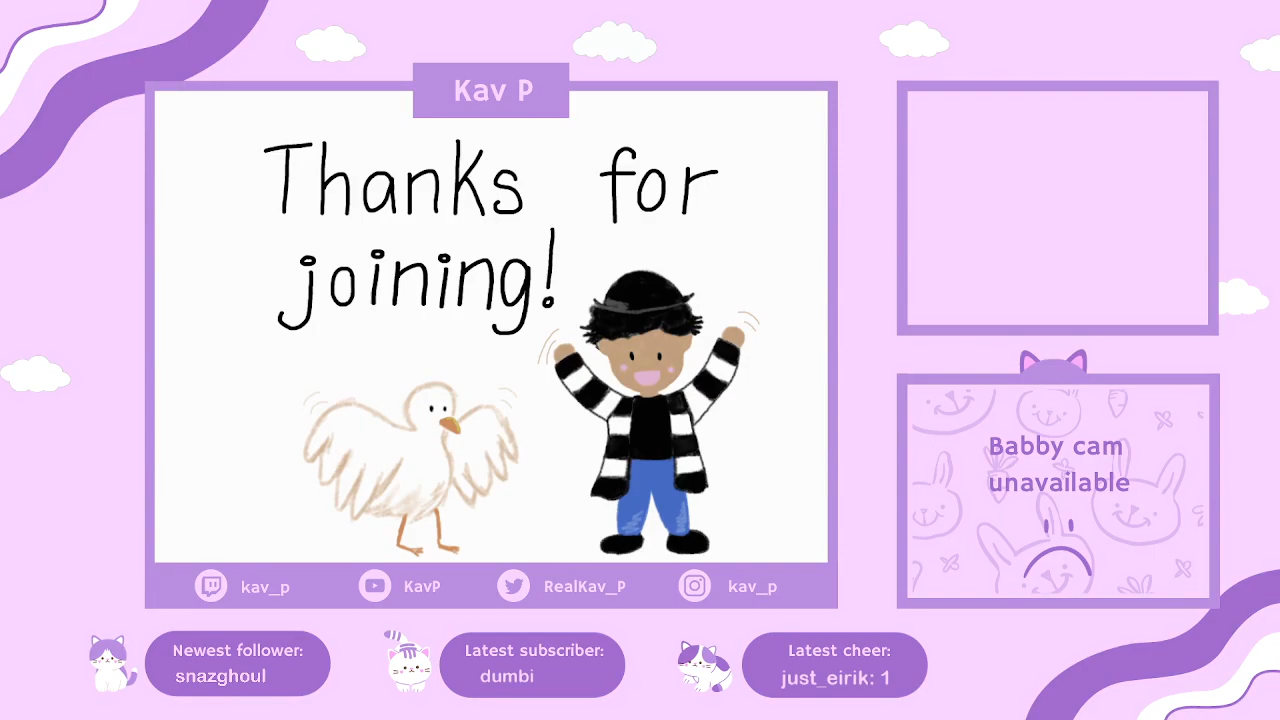 Kav P
Thanks for
joining!
kav_p
KavP
RealKav_P
kav_p
Babby cam
unavailable
Newest follower:
snazghoul
Latest subscriber:
dumbi
Latest cheer:
just_eirik: 1